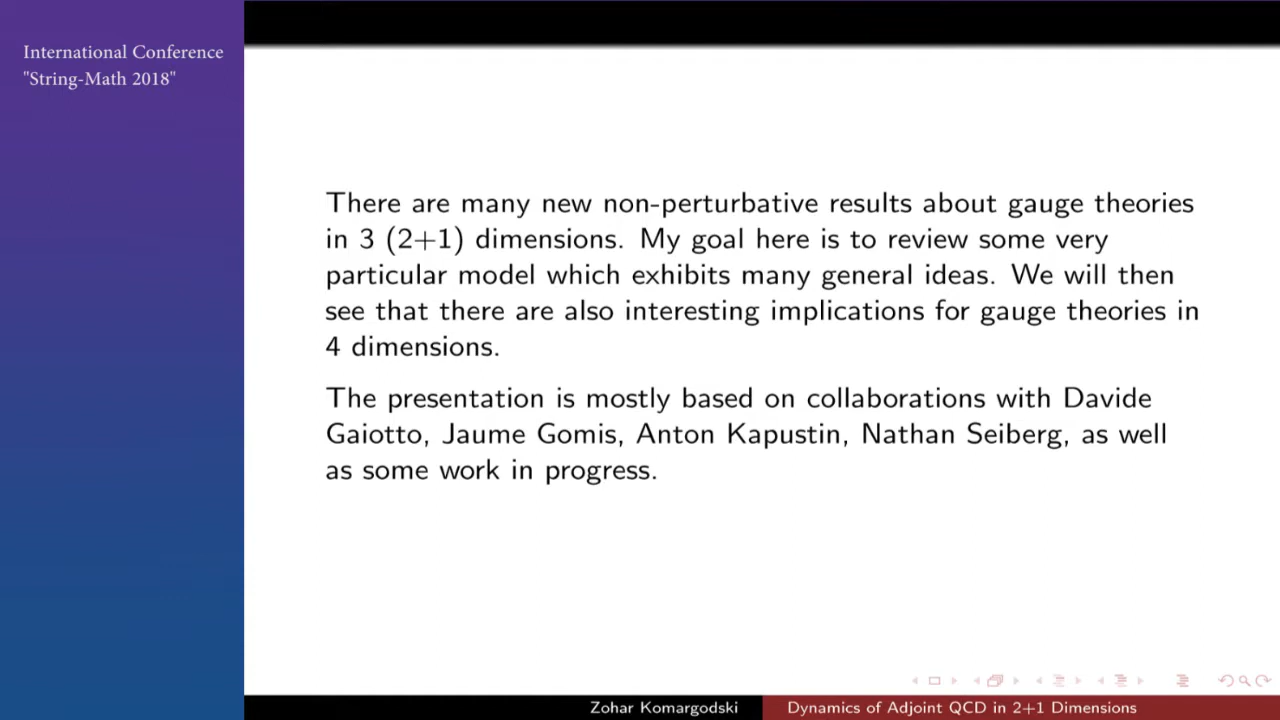 International Conference
"String-Math 2018"
There are many new non-perturbative results about gauge theories
in 3 (2+1) dimensions. My goal here is to review some very
particular model which exhibits many general ideas. We will then
see that there are also interesting implications for gauge theories in
4 dimensions.
The presentation is mostly based on collaborations with Davide
Gaiotto, Jaume Gomis, Anton Kapustin, Nathan Seiberg, as well
as some work in progress.
Zohar Komargodski
Dynamics of Adjoint QCD in 2+1 Dimensions